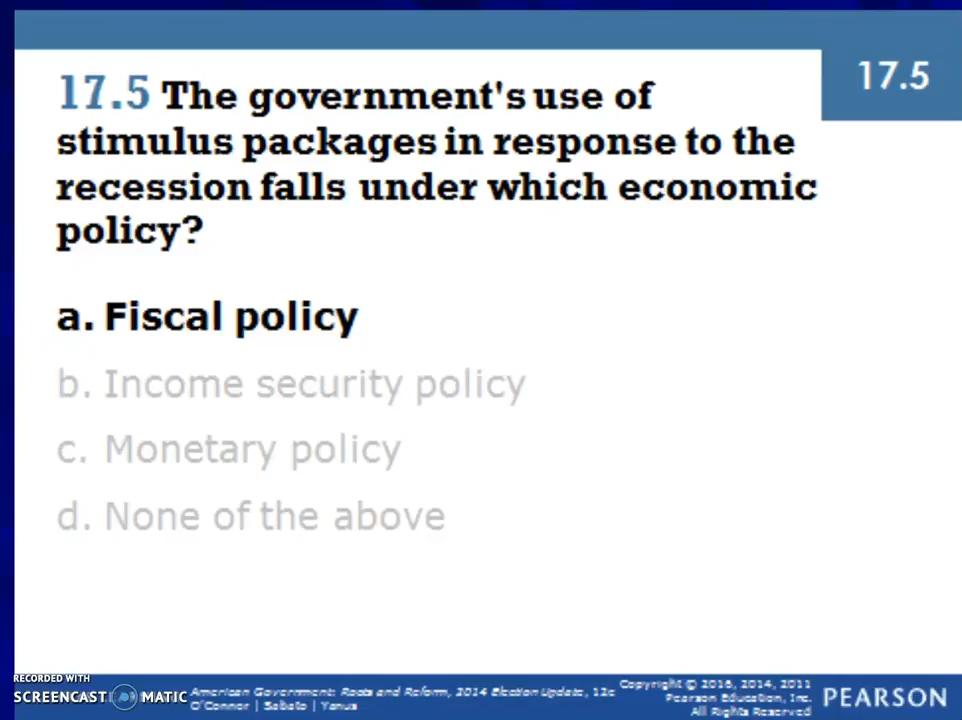 17.5
17.5 The government's use of
stimulus packages in response to the
recession falls under which economic
policy?
a. Fiscal policy
b. Income security policy
c. Monetary policy
d. None of the above
RECORDED WITH
SCREENCAST MATIC
American Government: Roots and Reform, 2014 Election Update, 12e
O'Connor | Sabato | Yanus
Copyright © 2016, 2014, 2011
Pearson Education, Inc.
All Rights Reserved
PEARSON